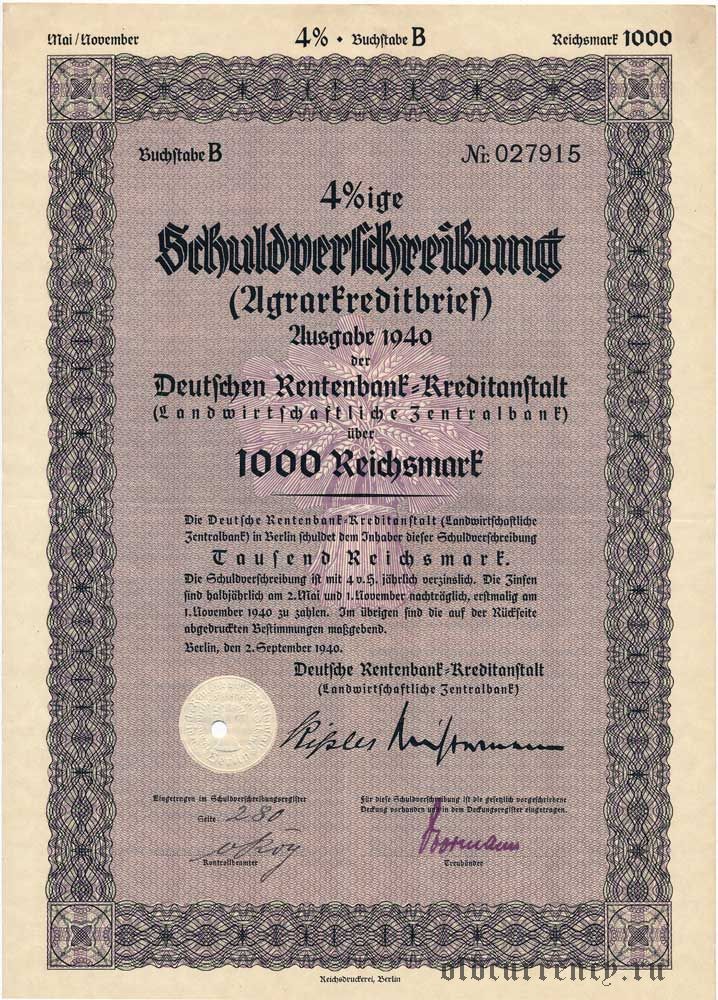 Mai/November 4% • Buchstabe B Reichsmark 1000
Buchstabe B Nr. 027915
4%ige
Schuldverschreibung
(Agrarkreditbrief)
Ausgabe 1940
der
Deutschen Rentenbank-Kreditanstalt
(Landwirtschaftliche Zentralbank)
über
1000 Reichsmark
Die Deutsche Rentenbank-Kreditanstalt (Landwirtschaftliche
Zentralbank) in Berlin schuldet dem Inhaber dieser Schuldverschreibung
Tausend Reichsmark.
Die Schuldverschreibung ist mit 4 v.H. jährlich verzinslich. Die Zinsen
sind halbjährlich am 2. Mai und 1. November nachträglich, erstmalig am
1. November 1940 zu zahlen. Im übrigen sind die auf der Rückseite
abgedruckten Bestimmungen maßgebend.
Berlin, den 2. September 1940.
Deutsche Rentenbank-Kreditanstalt
(Landwirtschaftliche Zentralbank)
Eingetragen im Schuldverschreibungsregister
Seite 280
Kontrollbeamter
Für diese Schuldverschreibung ist die gesetzlich vorgeschriebene
Deckung vorhanden und in dem Deckungsregister eingetragen.
Treuhänder
Reichsdruckerei, Berlin
oldcurrency.ru